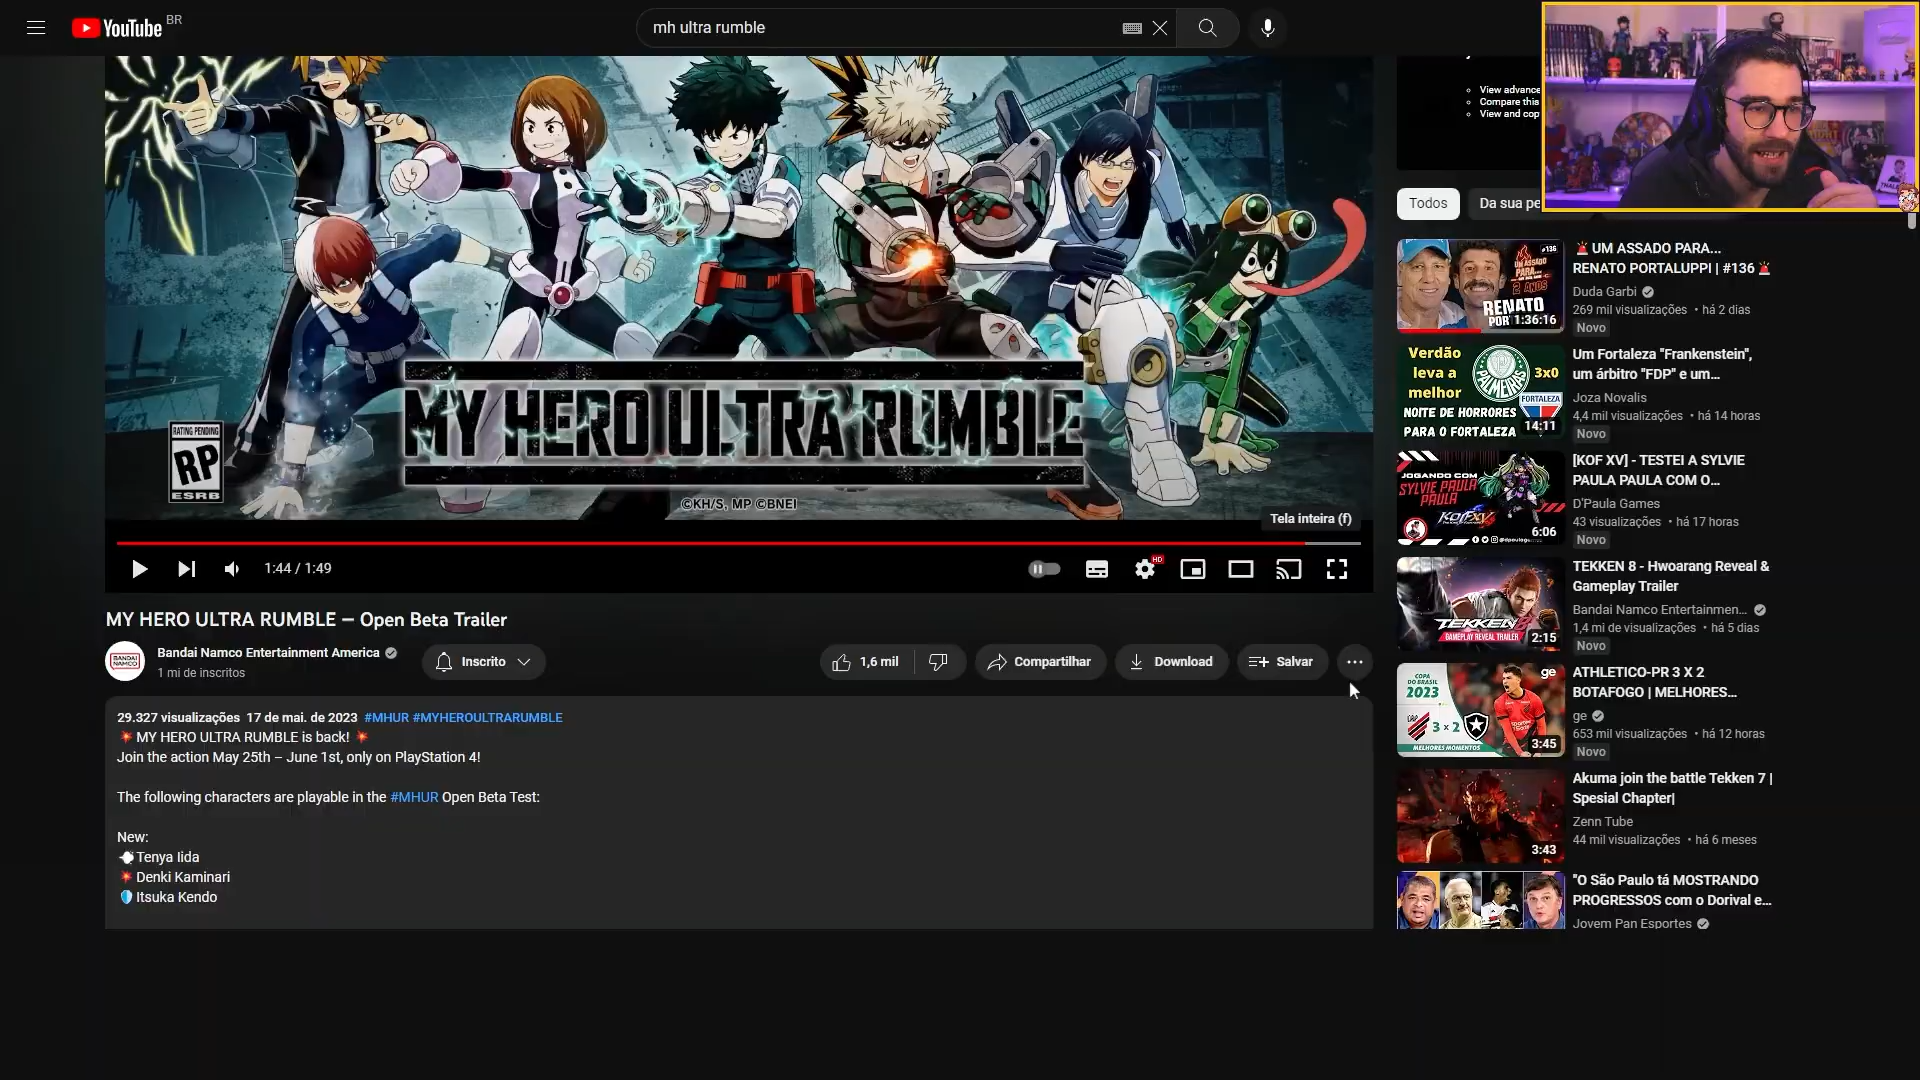 YouTube BR
mh ultra rumble
View advance
Compare this
View and cop
MY HERO ULTRA RUMBLE
RATING PENDING
RP
ESRB
©KH/S, MP ©BNEI
Tela inteira (f)
1:44 / 1:49
HD
MY HERO ULTRA RUMBLE – Open Beta Trailer
BANDAI NAMCO
Bandai Namco Entertainment America
1 mi de inscritos
Inscrito
1,6 mil
Compartilhar
Download
Salvar
29.327 visualizações 17 de mai. de 2023 #MHUR #MYHEROULTRARUMBLE
💥 MY HERO ULTRA RUMBLE is back! 💥
Join the action May 25th – June 1st, only on PlayStation 4!
The following characters are playable in the #MHUR Open Beta Test:
New:
Tenya Iida
💥 Denki Kaminari
Itsuka Kendo
Todos
Da sua pe
#136
UM ASSADO PARA...
2 ANOS
RENATO
POR
1:36:16
🚨 UM ASSADO PARA...
RENATO PORTALUPPI | #136 🚨
Duda Garbi
269 mil visualizações • há 2 dias
Novo
Verdão
leva a
melhor
PALMEIRAS
3x0
FORTALEZA
NOITE DE HORRORES
PARA O FORTALEZA
14:11
Um Fortaleza "Frankenstein",
um árbitro "FDP" e um...
Joza Novalis
4,4 mil visualizações • há 14 horas
Novo
JOGANDO COM
SYLVIE PAULA
PAULA
KOF XV
6:06
[KOF XV] - TESTEI A SYLVIE
PAULA PAULA COM O...
D'Paula Games
43 visualizações • há 17 horas
Novo
TEKKEN 8
GAMEPLAY REVEAL TRAILER
2:15
TEKKEN 8 - Hwoarang Reveal &
Gameplay Trailer
Bandai Namco Entertainmen...
1,4 mi de visualizações • há 5 dias
Novo
COPA DO BRASIL
2023
ge
3 x 2
MELHORES MOMENTOS
3:45
ATHLETICO-PR 3 X 2
BOTAFOGO | MELHORES...
ge
653 mil visualizações • há 12 horas
Novo
3:43
Akuma join the battle Tekken 7 |
Spesial Chapter|
Zenn Tube
44 mil visualizações • há 6 meses
"O São Paulo tá MOSTRANDO
PROGRESSOS com o Dorival e...
Jovem Pan Esportes